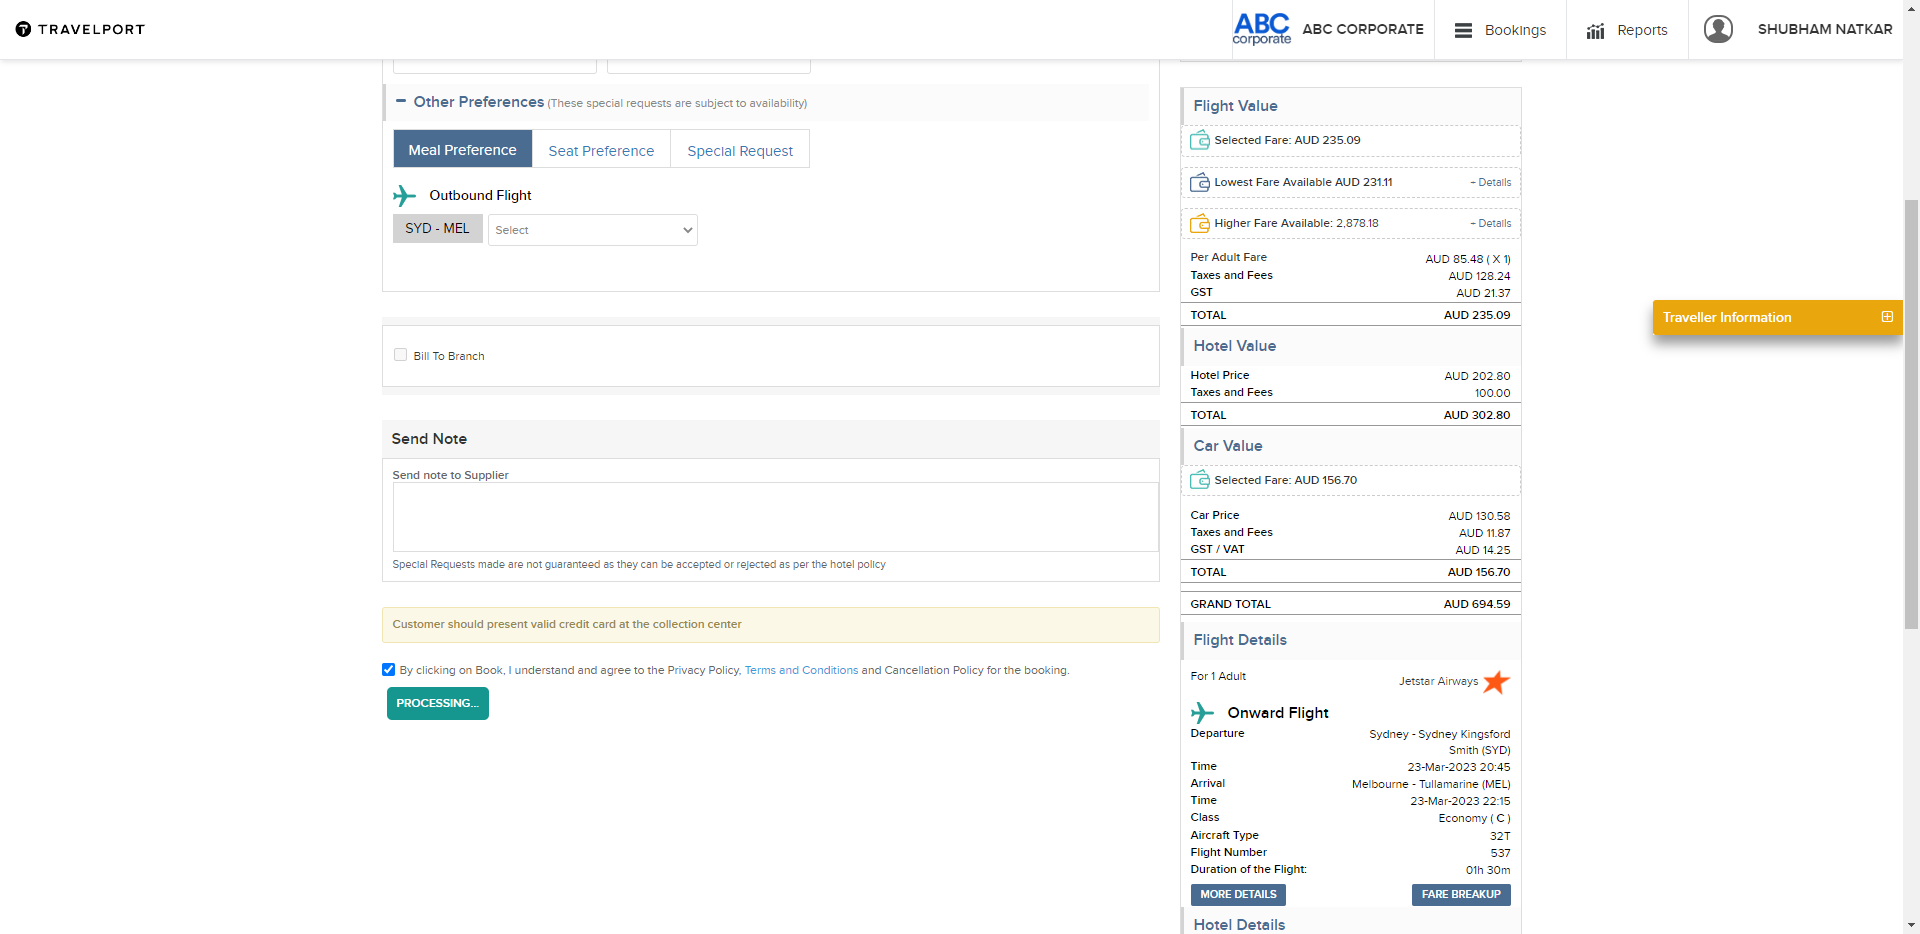 TRAVELPORT
ABC corporate
ABC CORPORATE
Bookings
Reports
SHUBHAM NATKAR
Other Preferences (These special requests are subject to availability)
Meal Preference
Seat Preference
Special Request
Outbound Flight
SYD - MEL
Select
Bill To Branch
Send Note
Send note to Supplier
Special Requests made are not guaranteed as they can be accepted or rejected as per the hotel policy
Customer should present valid credit card at the collection center
By clicking on Book, I understand and agree to the Privacy Policy, Terms and Conditions and Cancellation Policy for the booking.
PROCESSING...
Flight Value
Selected Fare: AUD 235.09
Lowest Fare Available AUD 231.11 + Details
Higher Fare Available: 2,878.18 + Details
Per Adult Fare AUD 85.48 ( X 1)
Taxes and Fees AUD 128.24
GST AUD 21.37
TOTAL AUD 235.09
Hotel Value
Hotel Price AUD 202.80
Taxes and Fees 100.00
TOTAL AUD 302.80
Car Value
Selected Fare: AUD 156.70
Car Price AUD 130.58
Taxes and Fees AUD 11.87
GST / VAT AUD 14.25
TOTAL AUD 156.70
GRAND TOTAL AUD 694.59
Flight Details
For 1 Adult Jetstar Airways
Onward Flight
Departure Sydney - Sydney Kingsford
Smith (SYD)
Time 23-Mar-2023 20:45
Arrival Melbourne - Tullamarine (MEL)
Time 23-Mar-2023 22:15
Class Economy ( C )
Aircraft Type 32T
Flight Number 537
Duration of the Flight: 01h 30m
MORE DETAILS FARE BREAKUP
Hotel Details
Traveller Information